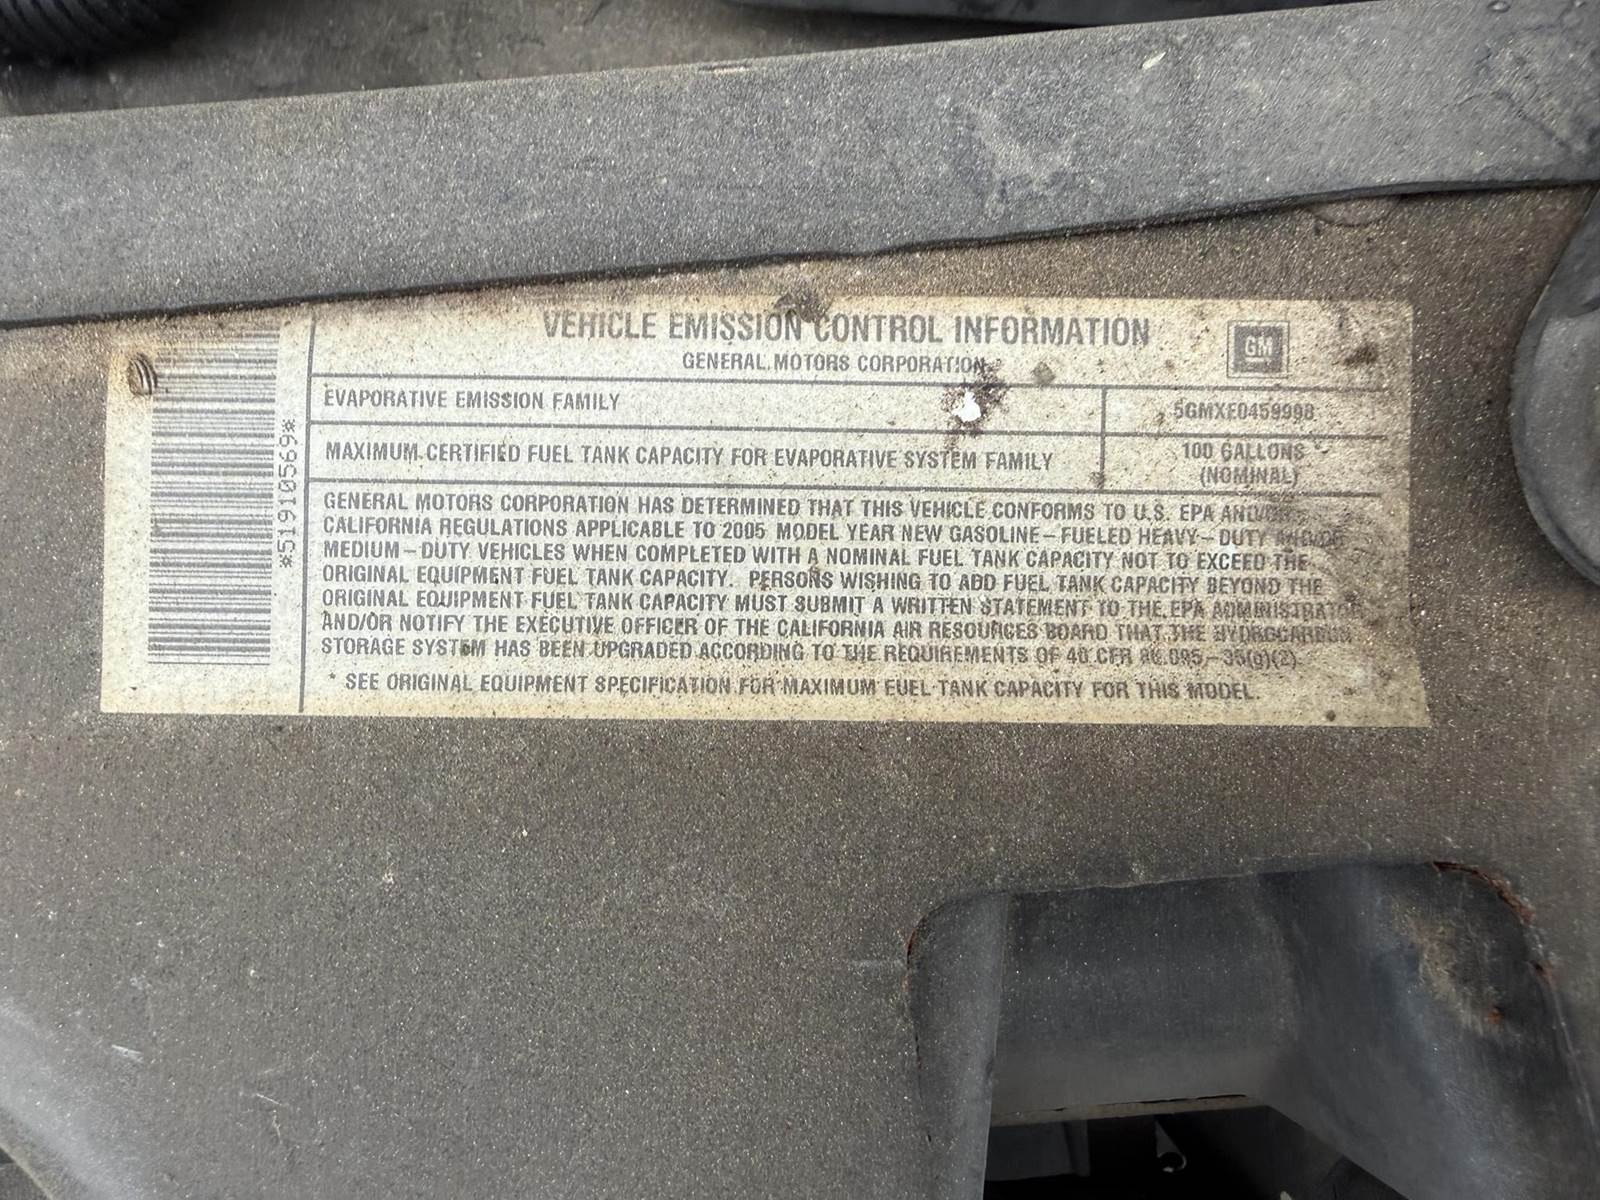 VEHICLE EMISSION CONTROL INFORMATION
GENERAL MOTORS CORPORATION
GM
EVAPORATIVE EMISSION FAMILY
5GMXE0459998
MAXIMUM CERTIFIED FUEL TANK CAPACITY FOR EVAPORATIVE SYSTEM FAMILY
100 GALLONS
(NOMINAL)
*51910569*
GENERAL MOTORS CORPORATION HAS DETERMINED THAT THIS VEHICLE CONFORMS TO U.S. EPA AND/OR
CALIFORNIA REGULATIONS APPLICABLE TO 2005 MODEL YEAR NEW GASOLINE-FUELED HEAVY-DUTY AND/OR
MEDIUM-DUTY VEHICLES WHEN COMPLETED WITH A NOMINAL FUEL TANK CAPACITY NOT TO EXCEED THE
ORIGINAL EQUIPMENT FUEL TANK CAPACITY. PERSONS WISHING TO ADD FUEL TANK CAPACITY BEYOND THE
ORIGINAL EQUIPMENT FUEL TANK CAPACITY MUST SUBMIT A WRITTEN STATEMENT TO THE EPA ADMINISTRATOR
AND/OR NOTIFY THE EXECUTIVE OFFICER OF THE CALIFORNIA AIR RESOURCES BOARD THAT THE HYDROCARBON
STORAGE SYSTEM HAS BEEN UPGRADED ACCORDING TO THE REQUIREMENTS OF 40 CFR
* SEE ORIGINAL EQUIPMENT SPECIFICATION FOR MAXIMUM FUEL TANK CAPACITY FOR THIS MODEL.